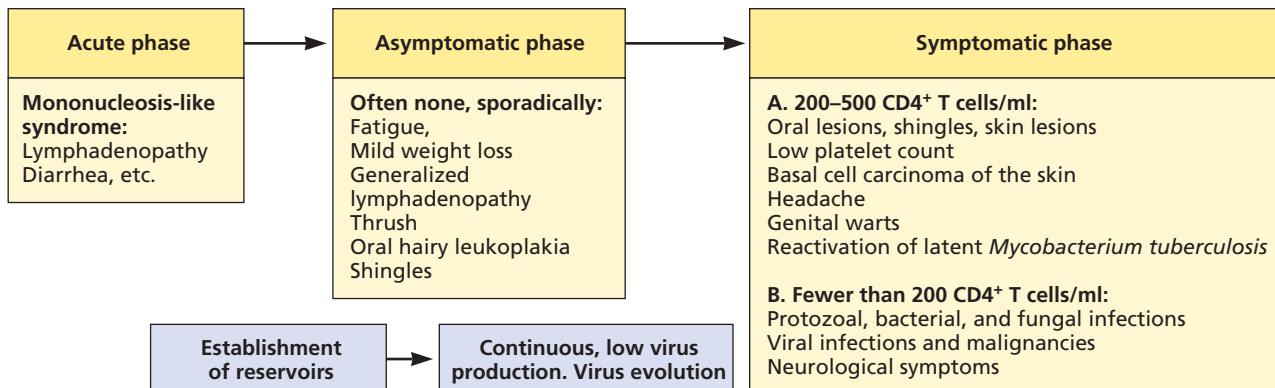 Acute phase
Mononucleosis-like
syndrome:
Lymphadenopathy
Diarrhea, etc.
Asymptomatic phase
Often none, sporadically:
Fatigue,
Mild weight loss
Generalized
lymphadenopathy
Thrush
Oral hairy leukoplakia
Shingles
Symptomatic phase
A. 200–500 CD4⁺ T cells/ml:
Oral lesions, shingles, skin lesions
Low platelet count
Basal cell carcinoma of the skin
Headache
Genital warts
Reactivation of latent Mycobacterium tuberculosis
B. Fewer than 200 CD4⁺ T cells/ml:
Protozoal, bacterial, and fungal infections
Viral infections and malignancies
Neurological symptoms
Establishment
of reservoirs
Continuous, low virus
production. Virus evolution